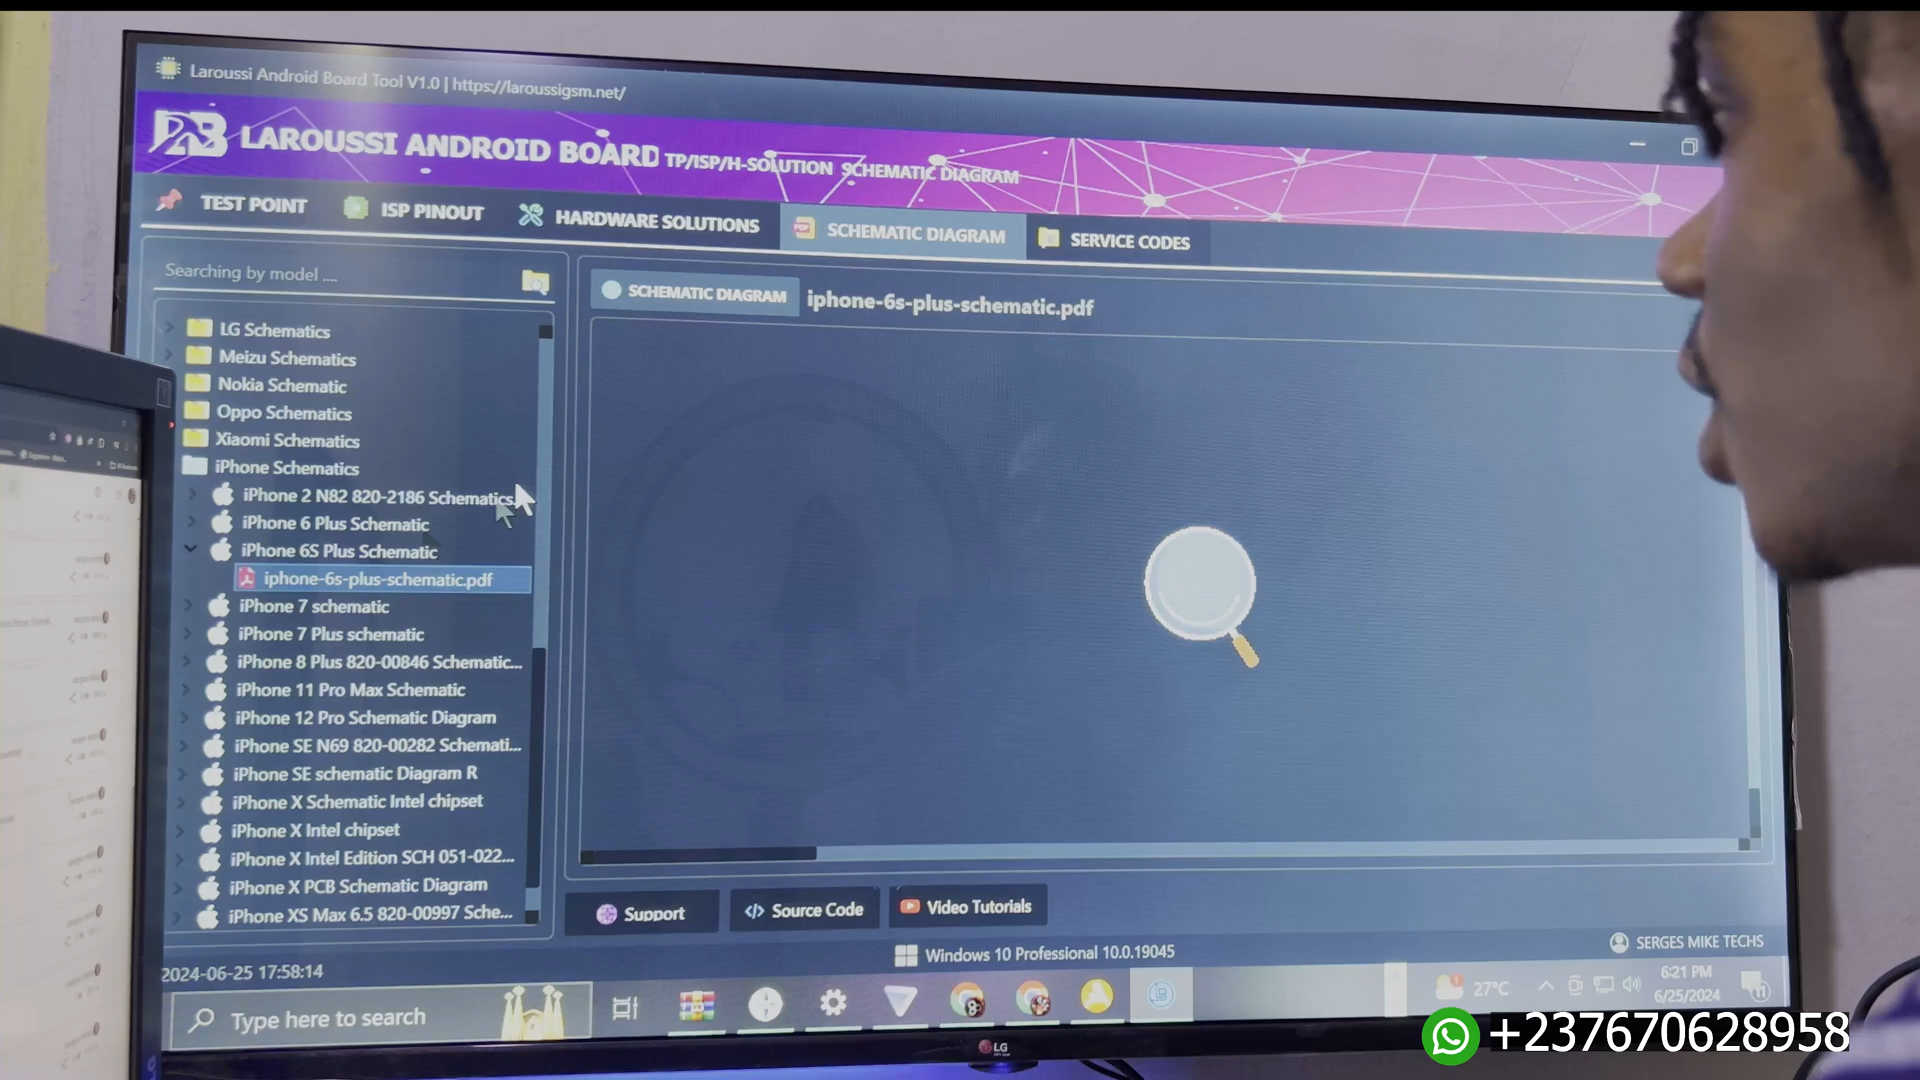 Laroussi Android Board Tool V1.0 | https://laroussigsm.net/
LAROUSSI ANDROID BOARD TP/ISP/H-SOLUTION SCHEMATIC DIAGRAM
TEST POINT
ISP PINOUT
HARDWARE SOLUTIONS
SCHEMATIC DIAGRAM
SERVICE CODES
Searching by model ....
SCHEMATIC DIAGRAM
iphone-6s-plus-schematic.pdf
LG Schematics
Meizu Schematics
Nokia Schematic
Oppo Schematics
Xiaomi Schematics
iPhone Schematics
iPhone 2 N82 820-2186 Schematics
iPhone 6 Plus Schematic
iPhone 6S Plus Schematic
iphone-6s-plus-schematic.pdf
iPhone 7 schematic
iPhone 7 Plus schematic
iPhone 8 Plus 820-00846 Schematic...
iPhone 11 Pro Max Schematic
iPhone 12 Pro Schematic Diagram
iPhone SE N69 820-00282 Schemati...
iPhone SE schematic Diagram R
iPhone X Schematic Intel chipset
iPhone X Intel chipset
iPhone X Intel Edition SCH 051-022...
iPhone X PCB Schematic Diagram
iPhone XS Max 6.5 820-00997 Sche...
Support
Source Code
Video Tutorials
2024-06-25 17:58:14
Windows 10 Professional 10.0.19045
SERGES MIKE TECHS
Type here to search
27°C
6:21 PM
6/25/2024
LG
+237670628958